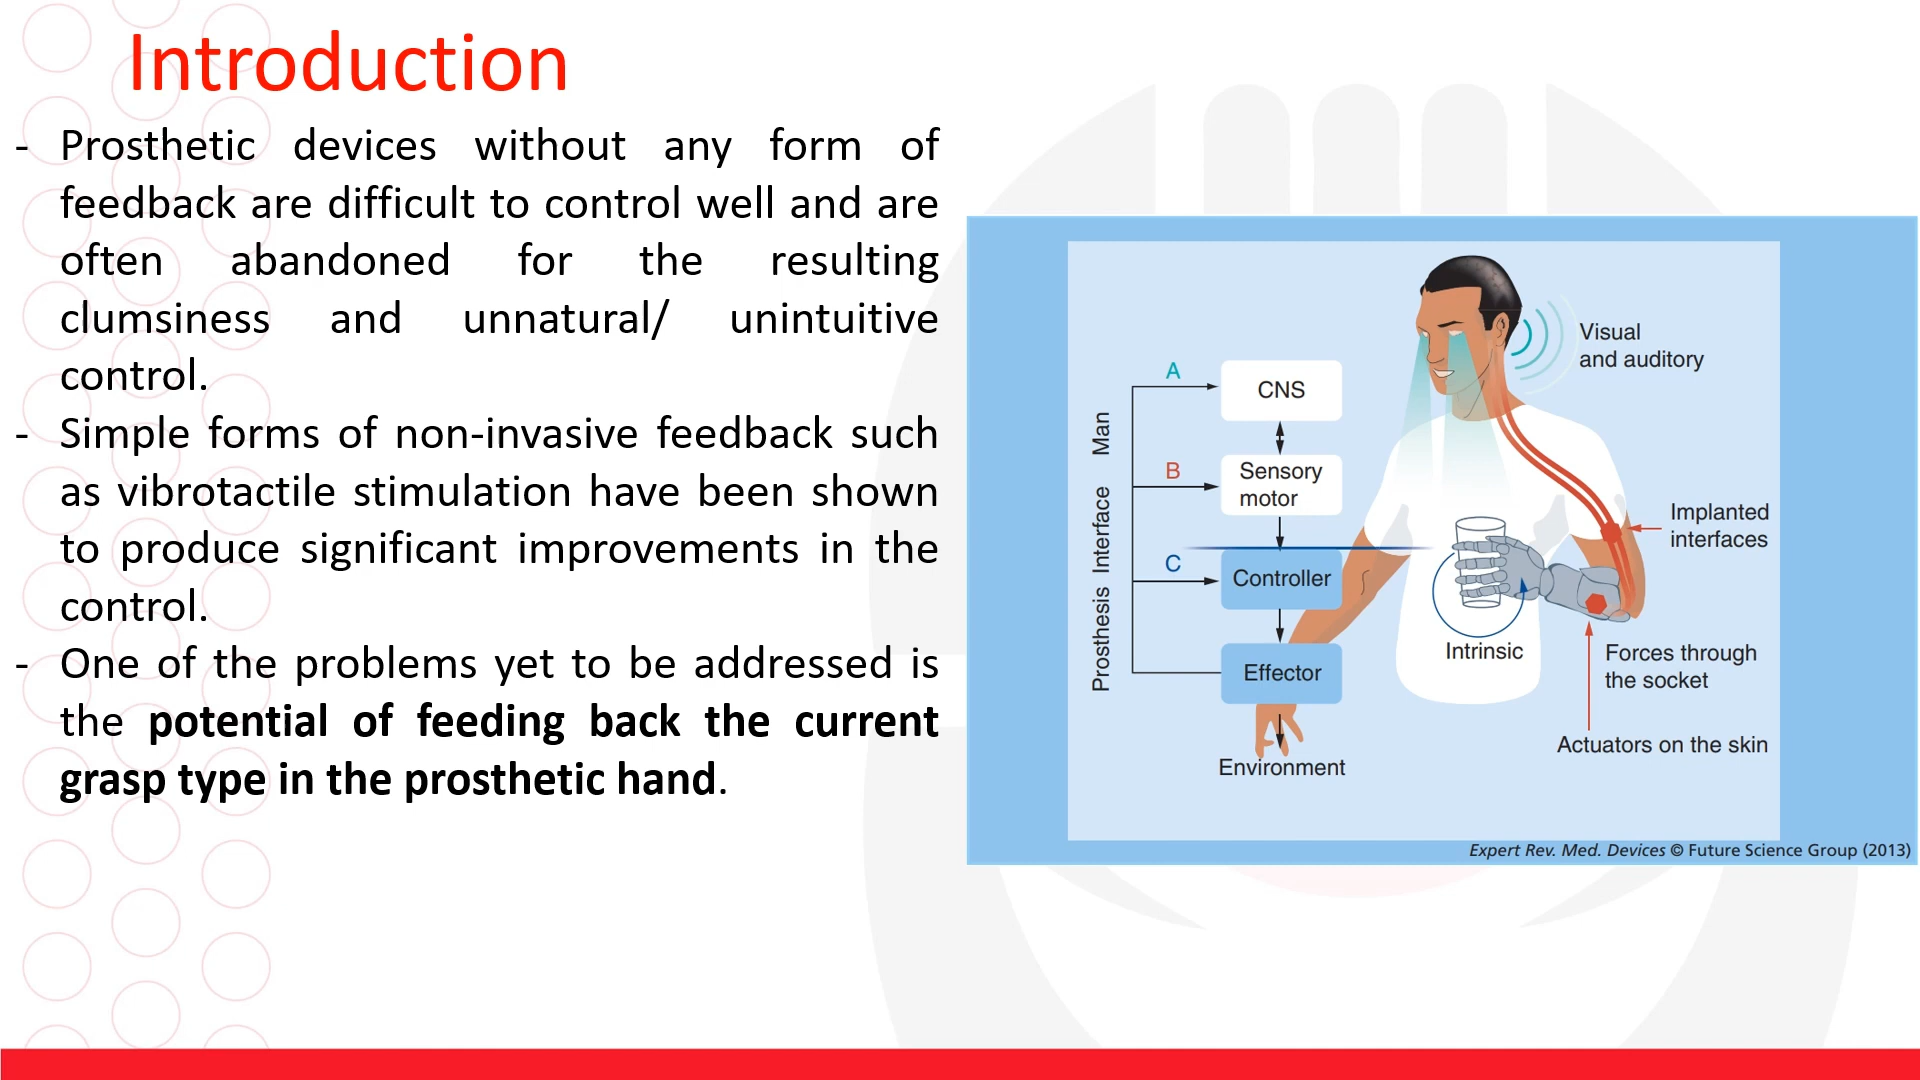 Introduction
- Prosthetic devices without any form of
feedback are difficult to control well and are
often abandoned for the resulting
clumsiness and unnatural/ unintuitive
control.
- Simple forms of non-invasive feedback such
as vibrotactile stimulation have been shown
to produce significant improvements in the
control.
- One of the problems yet to be addressed is
the potential of feeding back the current
grasp type in the prosthetic hand.
Man
Interface
Prosthesis
A
CNS
B
Sensory
motor
C
Controller
Effector
Environment
Visual
and auditory
Implanted
interfaces
Intrinsic
Forces through
the socket
Actuators on the skin
Expert Rev. Med. Devices © Future Science Group (2013)